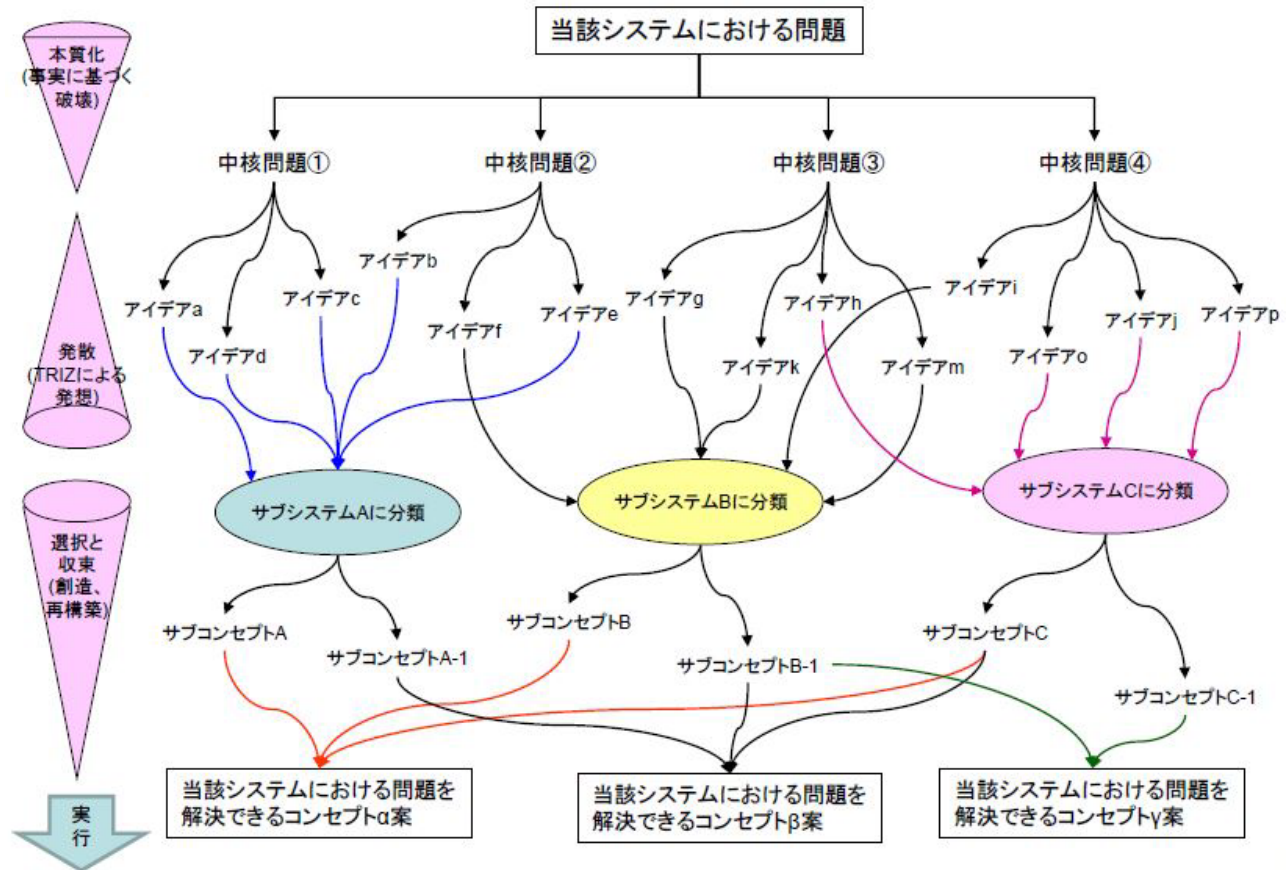 当該システムにおける問題
本質化
(事実に基づく
破壊)
中核問題①
中核問題②
中核問題③
中核問題④
アイデアa
アイデアd
アイデアc
アイデアb
アイデアf
アイデアe
アイデアg
アイデアk
アイデアh
アイデアm
アイデアi
アイデアo
アイデアj
アイデアp
発散
(TRIZによる
発想)
サブシステムAに分類
サブシステムBに分類
サブシステムCに分類
選択と
収束
(創造、
再構築)
サブコンセプトA
サブコンセプトA-1
サブコンセプトB
サブコンセプトB-1
サブコンセプトC
サブコンセプトC-1
当該システムにおける問題を
解決できるコンセプトα案
当該システムにおける問題を
解決できるコンセプトβ案
当該システムにおける問題を
解決できるコンセプトγ案
実
行